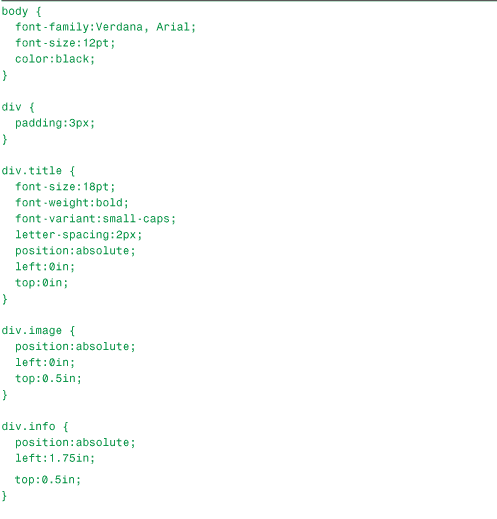 body {
  font-family:Verdana, Arial;
  font-size:12pt;
  color:black;
}

div {
  padding:3px;
}

div.title {
  font-size:18pt;
  font-weight:bold;
  font-variant:small-caps;
  letter-spacing:2px;
  position:absolute;
  left:0in;
  top:0in;
}

div.image {
  position:absolute;
  left:0in;
  top:0.5in;
}

div.info {
  position:absolute;
  left:1.75in;
  top:0.5in;
}